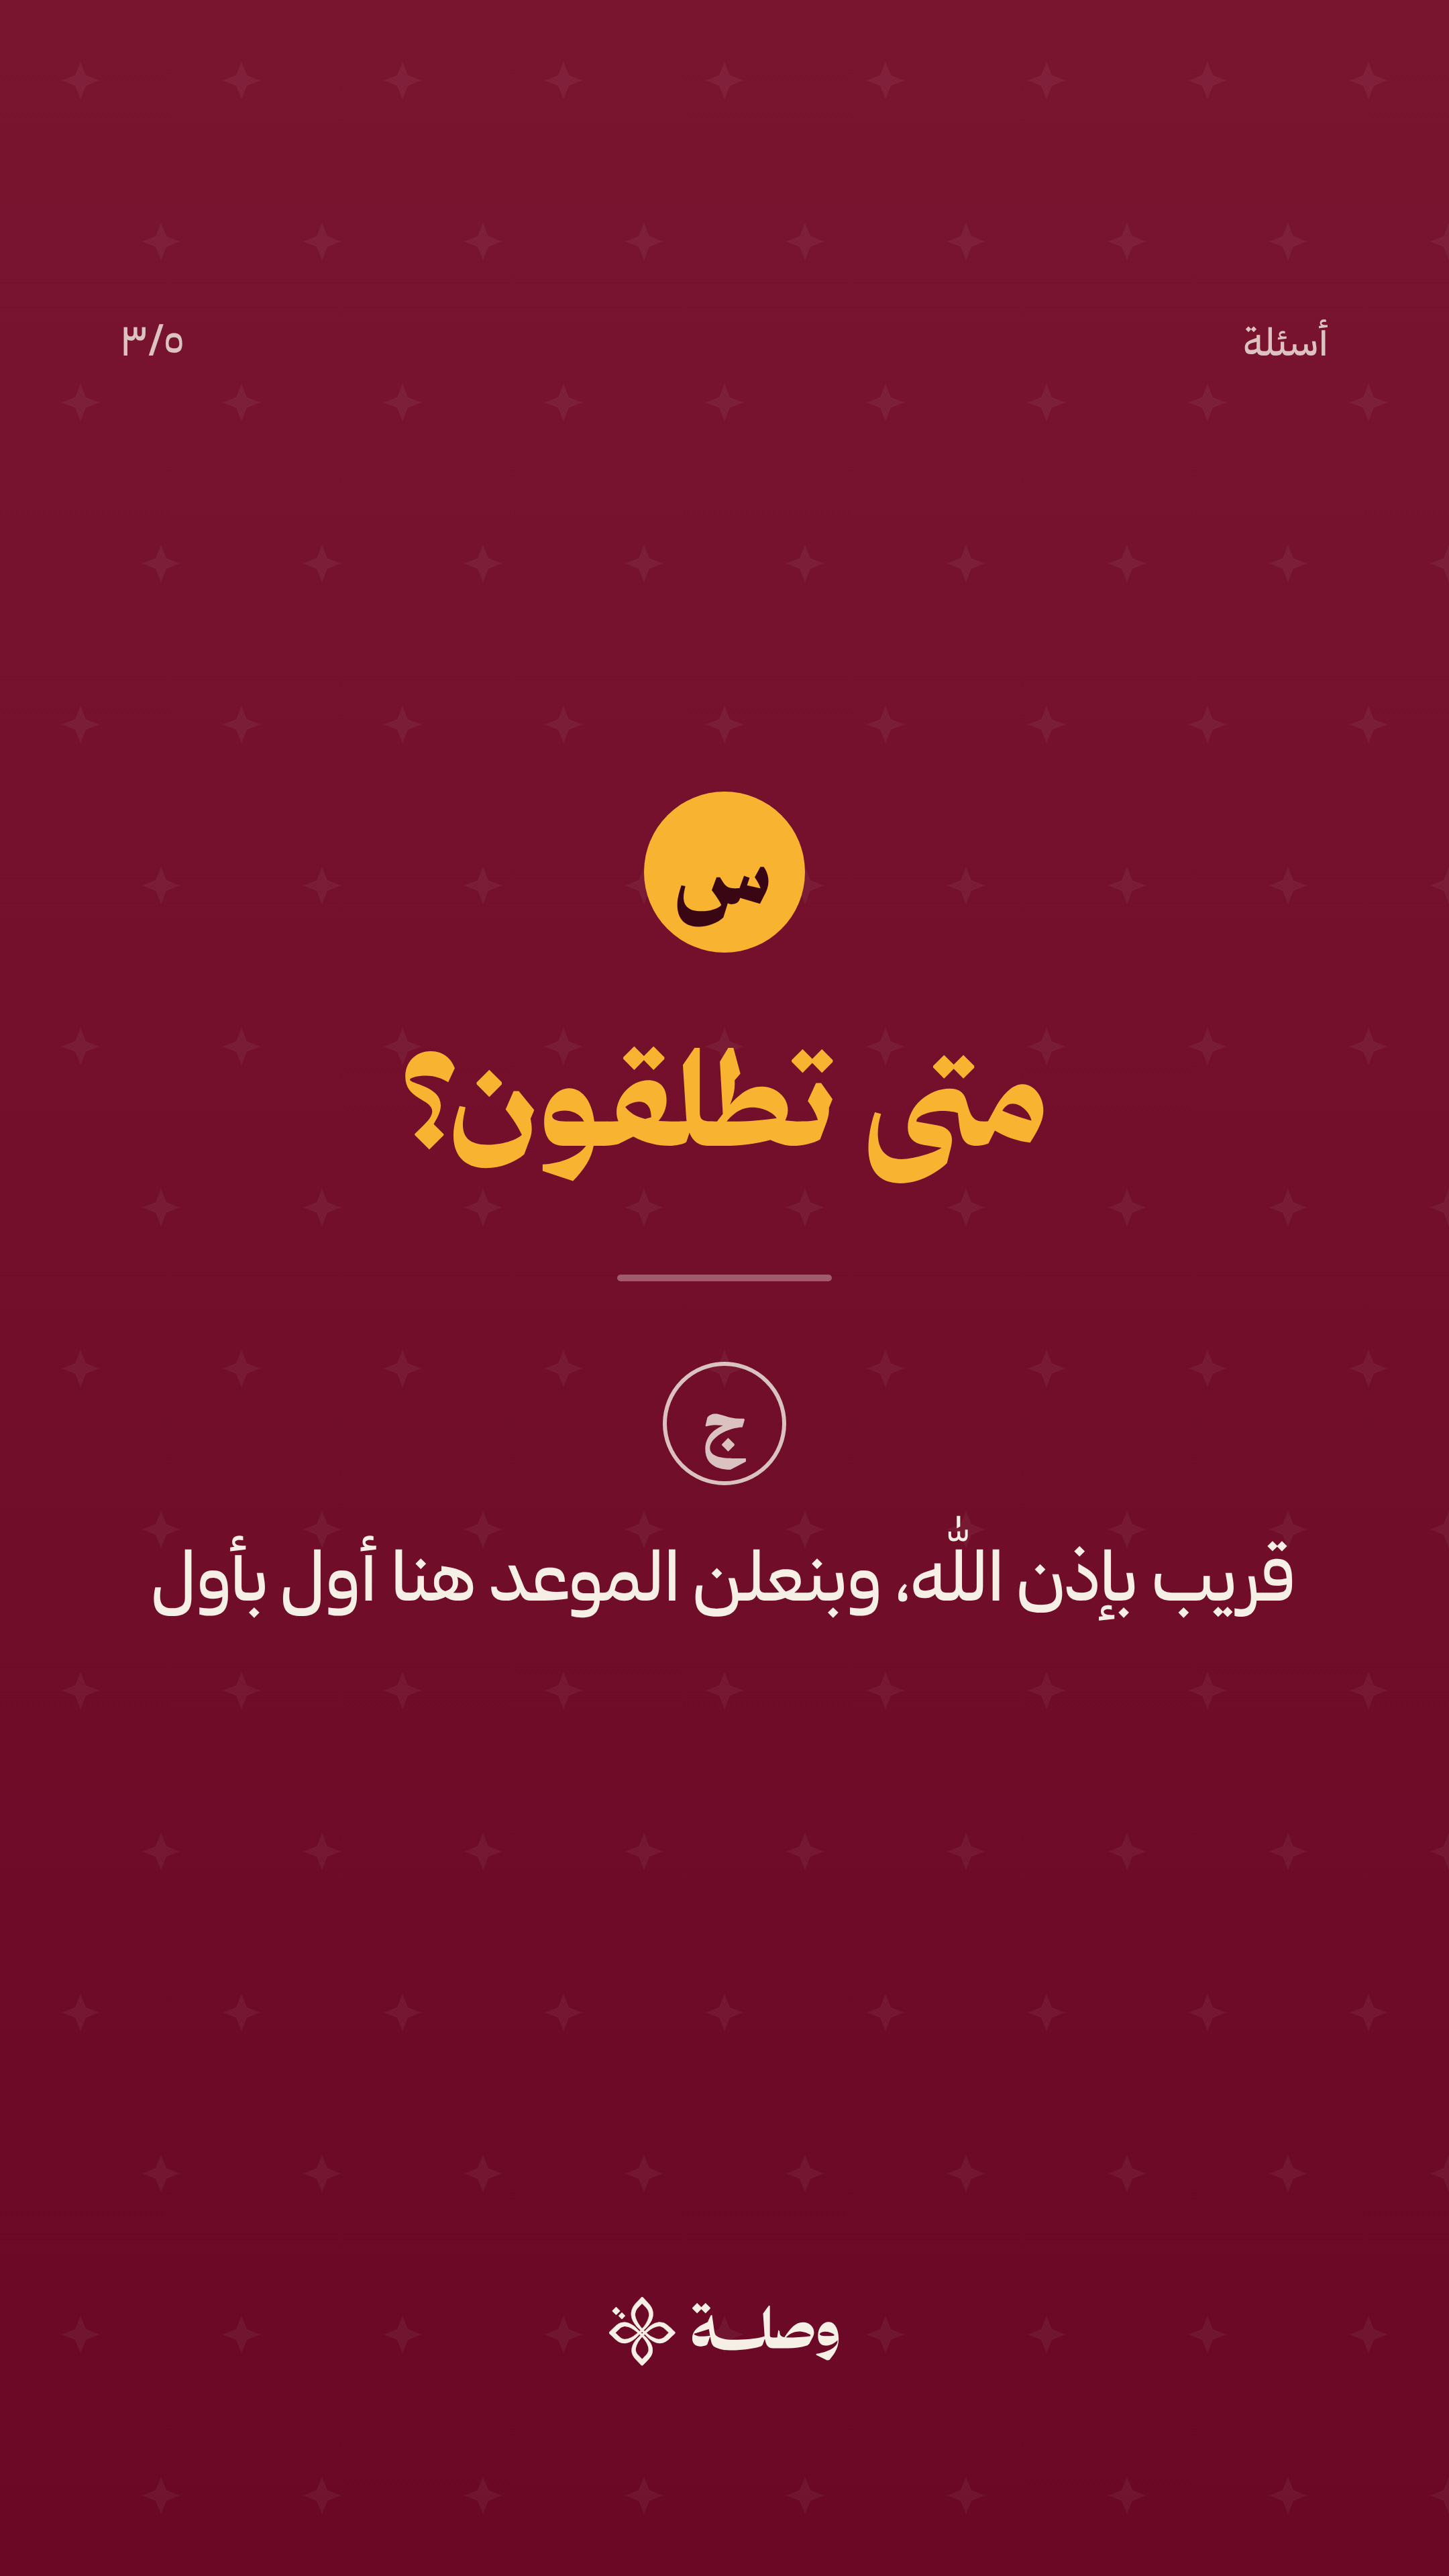 أسئلة
٣/٥
س
متى تطلقون؟
ج
قريب بإذن الله، وبنعلن الموعد هنا أول بأول
وصلة